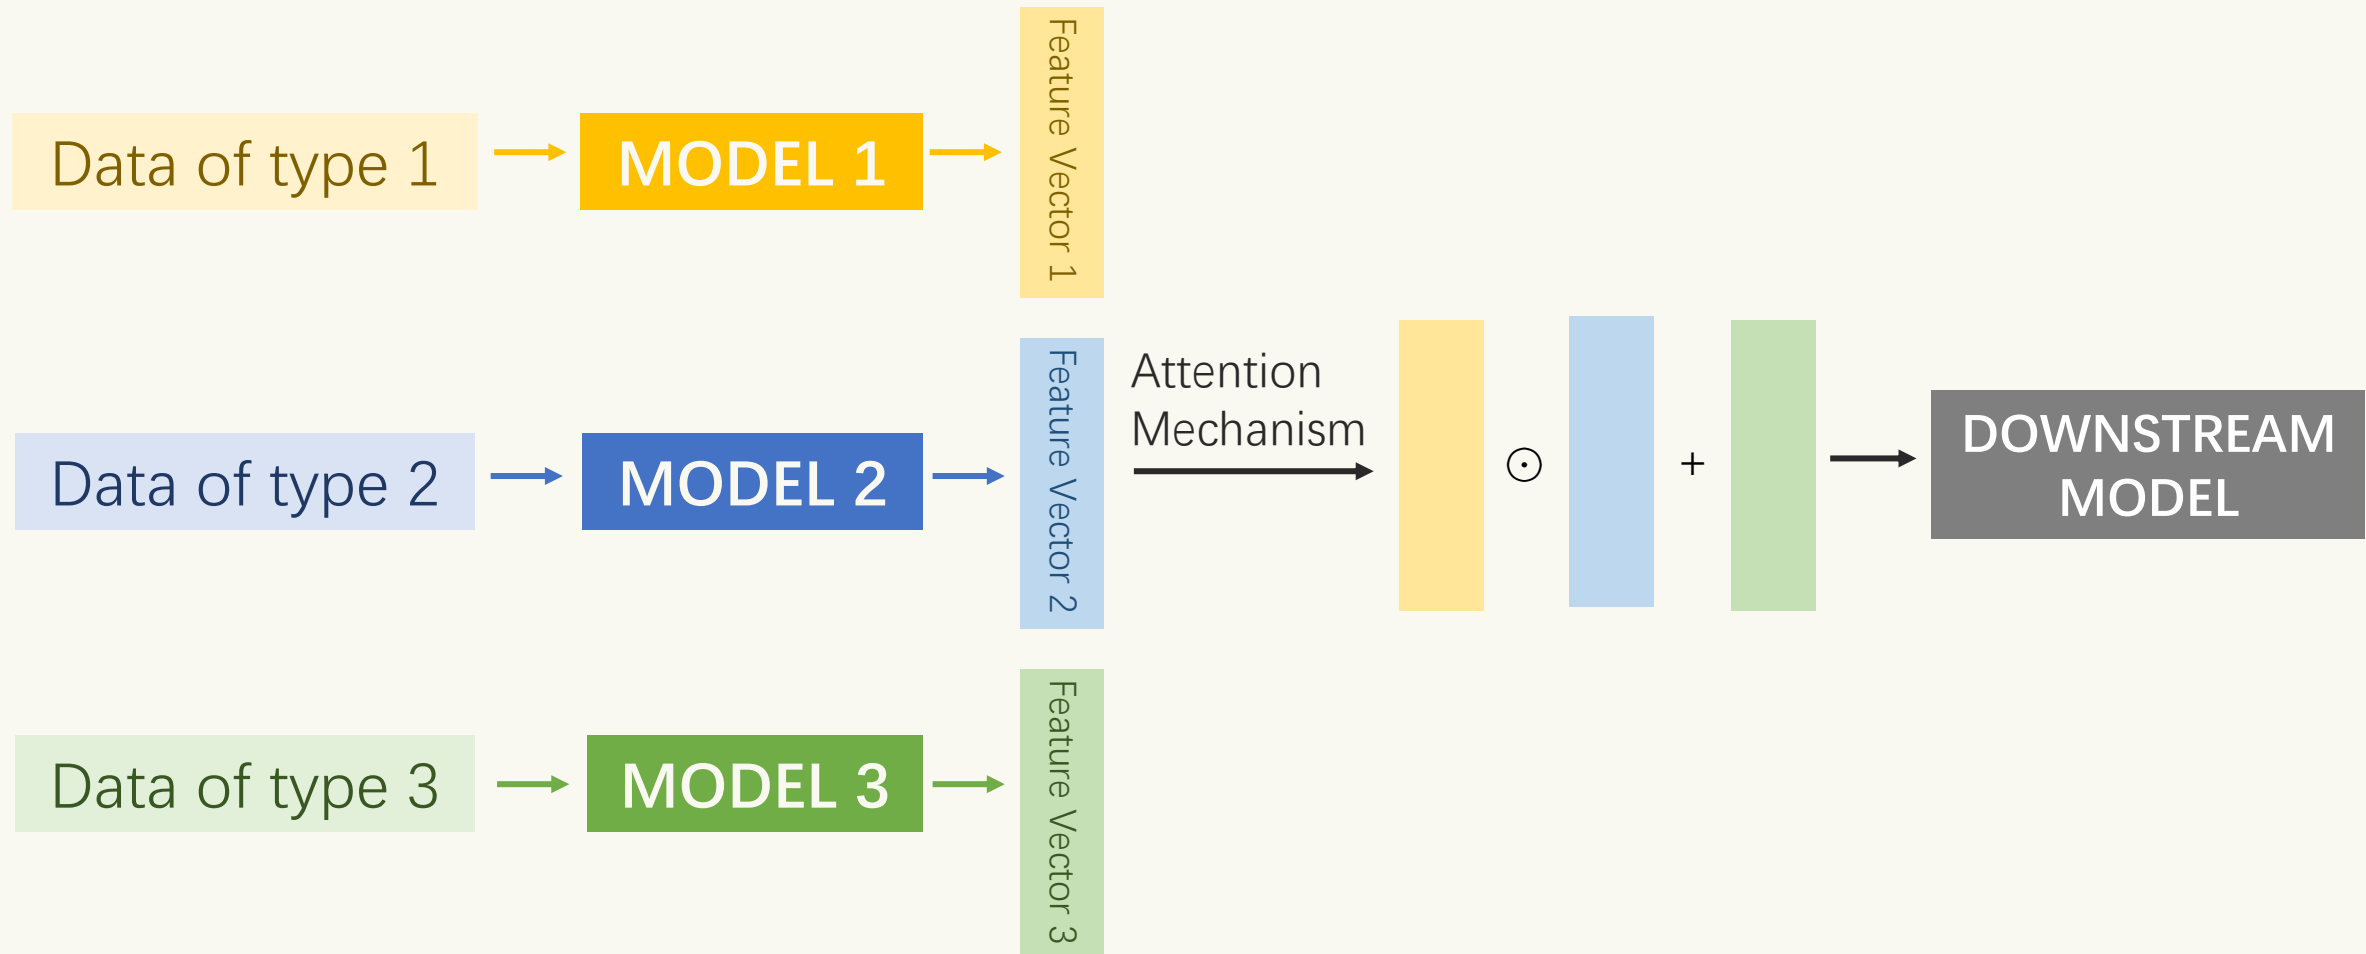 Data of type 1
MODEL 1
Feature Vector 1
Data of type 2
MODEL 2
Feature Vector 2
Data of type 3
MODEL 3
Feature Vector 3
Attention
Mechanism
⊙
+
DOWNSTREAM
MODEL